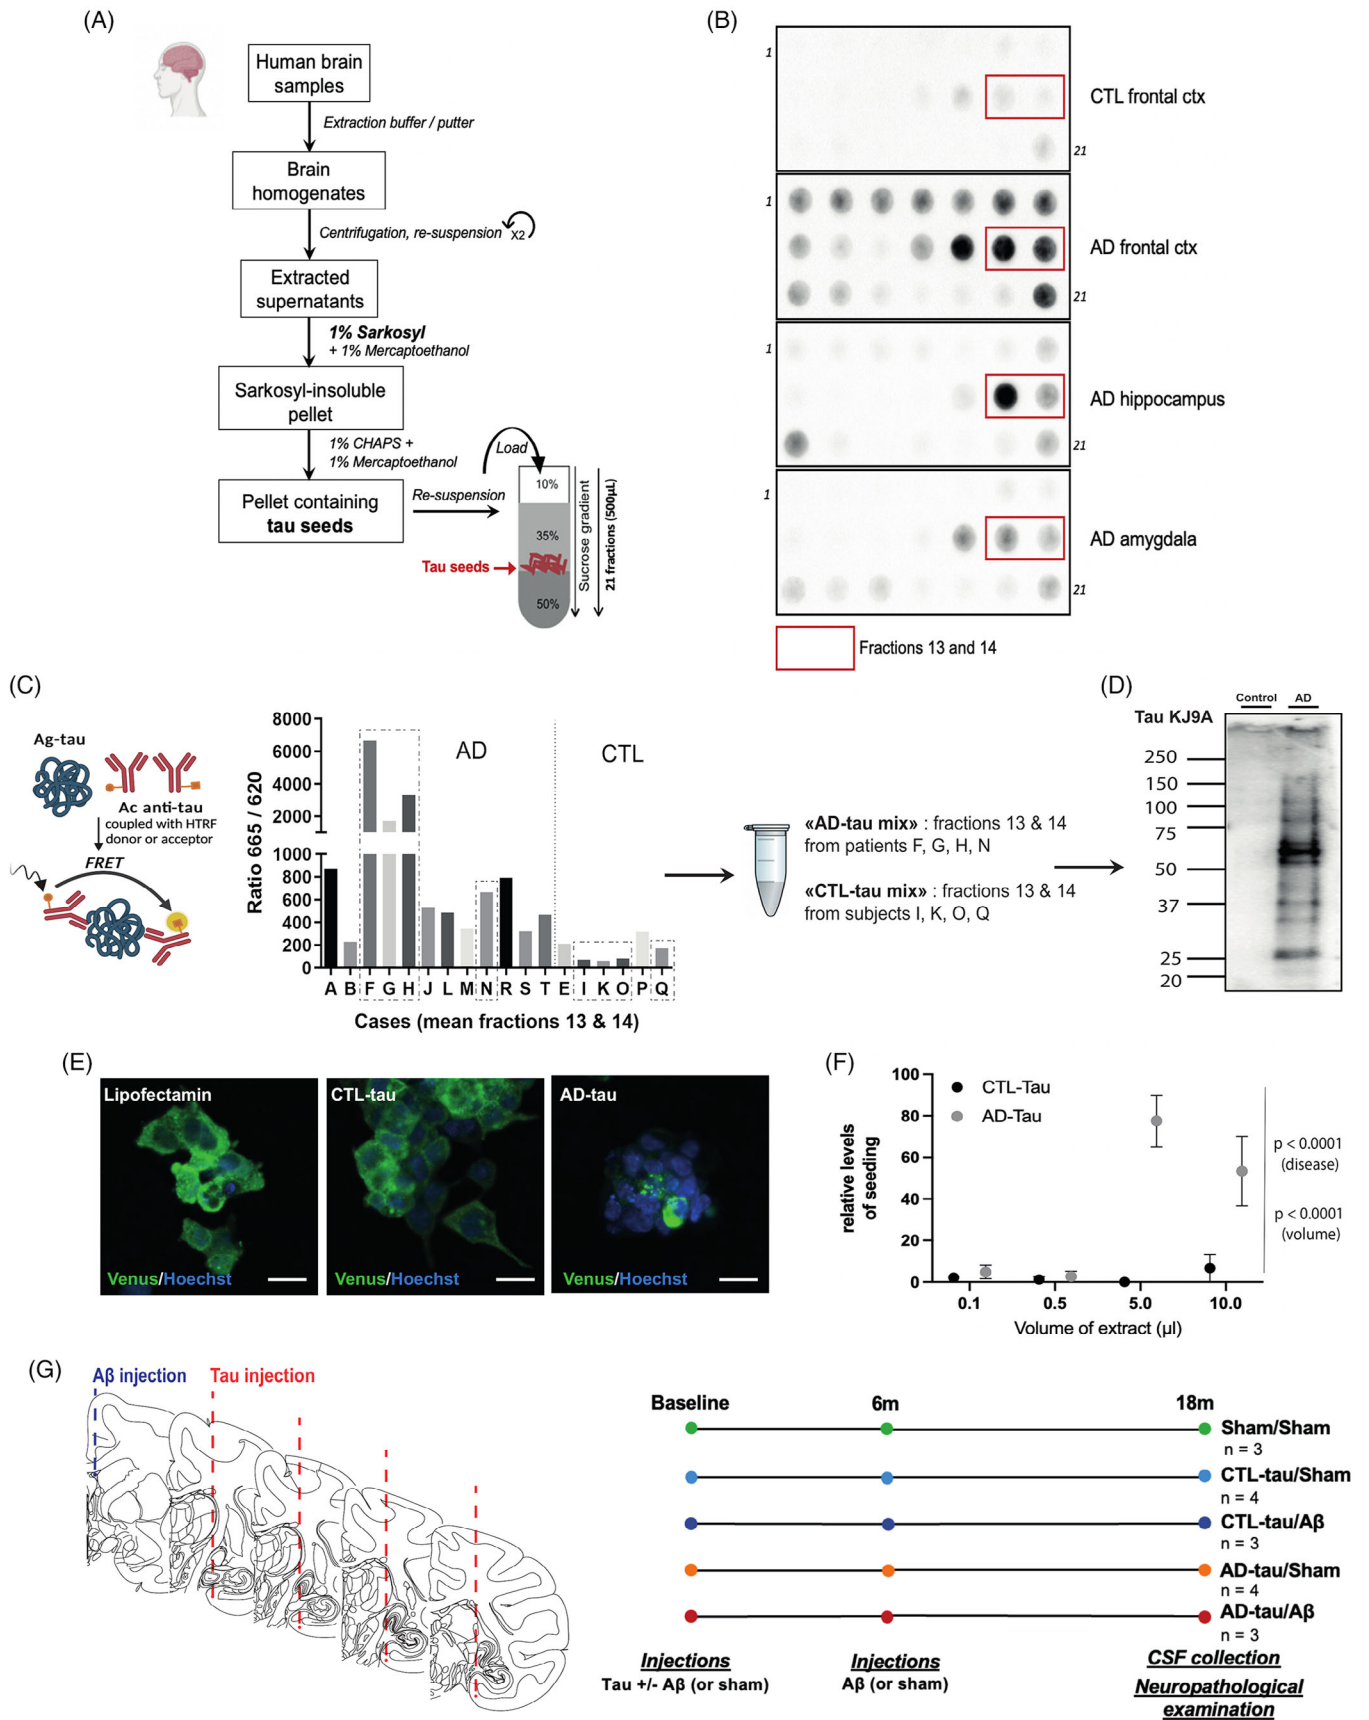 (A)
Human brain
samples
Extraction buffer / putter
Brain
homogenates
Centrifugation, re-suspension
X2
Extracted
supernatants
1% Sarkosyl
+ 1% Mercaptoethanol
Sarkosyl-insoluble
pellet
1% CHAPS +
1% Mercaptoethanol
Pellet containing
tau seeds
Re-suspension
Load
10%
35%
50%
Tau seeds
Sucrose gradient
21 fractions (500µL)
(B)
1
CTL frontal ctx
21
1
AD frontal ctx
21
1
AD hippocampus
21
1
AD amygdala
21
Fractions 13 and 14
(C)
Ag-tau
Ac anti-tau
coupled with HTRF
donor or acceptor
FRET
Ratio 665 / 620
8000
6000
4000
2000
1000
800
600
400
200
0
AD
CTL
A B F G H J L M N R S T E I K O P Q
Cases (mean fractions 13 & 14)
«AD-tau mix» : fractions 13 & 14
from patients F, G, H, N
«CTL-tau mix» : fractions 13 & 14
from subjects I, K, O, Q
(D)
Control AD
Tau KJ9A
250
150
100
75
50
37
25
20
(E)
Lipofectamin
Venus/Hoechst
CTL-tau
Venus/Hoechst
AD-tau
Venus/Hoechst
(F)
relative levels
of seeding
100
80
60
40
20
0
CTL-Tau
AD-Tau
0.1 0.5 5.0 10.0
Volume of extract (µl)
p < 0.0001
(disease)
p < 0.0001
(volume)
(G)
Aβ injection
Tau injection
Baseline 6m 18m
Sham/Sham
n = 3
CTL-tau/Sham
n = 4
CTL-tau/Aβ
n = 3
AD-tau/Sham
n = 4
AD-tau/Aβ
n = 3
Injections
Tau +/- Aβ (or sham)
Injections
Aβ (or sham)
CSF collection
Neuropathological
examination